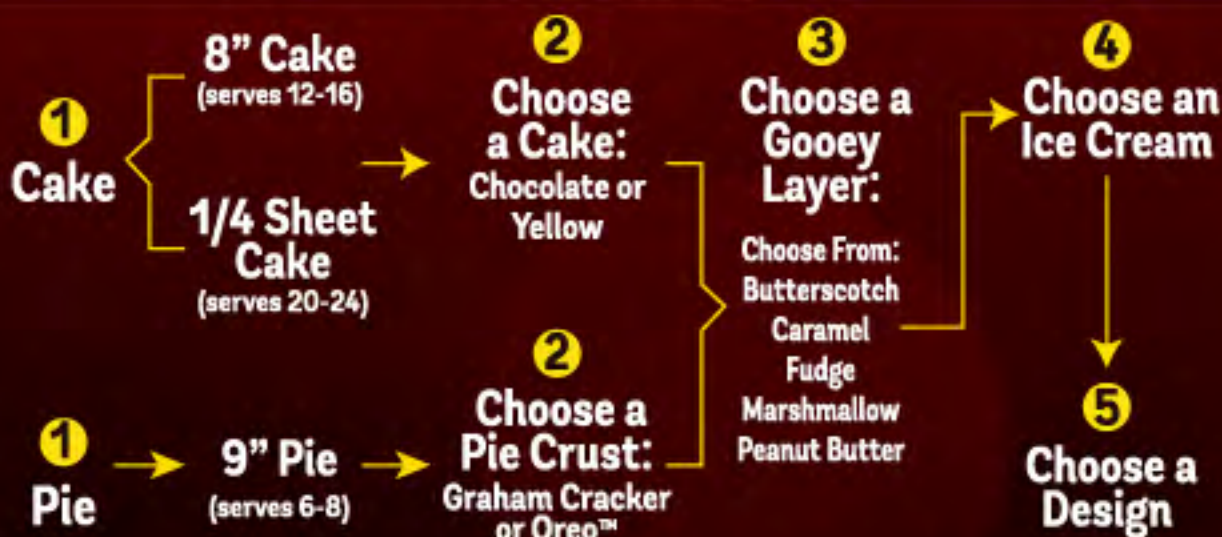 1
Cake
8” Cake
(serves 12-16)
1/4 Sheet
Cake
(serves 20-24)
2
Choose
a Cake:
Chocolate or
Yellow
1
Pie
9” Pie
(serves 6-8)
2
Choose a
Pie Crust:
Graham Cracker
or Oreo™
3
Choose a
Gooey
Layer:
Choose From:
Butterscotch
Caramel
Fudge
Marshmallow
Peanut Butter
4
Choose an
Ice Cream
5
Choose a
Design